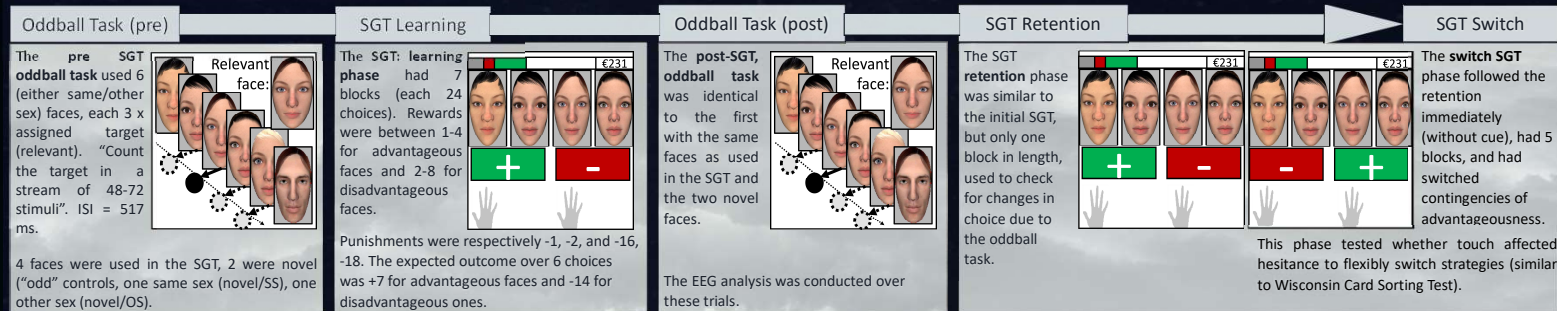 Oddball Task (pre)
The pre SGT
oddball task used 6
(either same/other
sex) faces, each 3 x
assigned target
(relevant). “Count
the target in a
stream of 48-72
stimuli”. ISI = 517
ms.
Relevant
face:
4 faces were used in the SGT, 2 were novel
(“odd” controls, one same sex (novel/SS), one
other sex (novel/OS).
SGT Learning
The SGT: learning
phase had 7
blocks (each 24
choices). Rewards
were between 1-4
for advantageous
faces and 2-8 for
disadvantageous
faces.
€231
+ -
Punishments were respectively -1, -2, and -16,
-18. The expected outcome over 6 choices
was +7 for advantageous faces and -14 for
disadvantageous ones.
Oddball Task (post)
The post-SGT,
oddball task
was identical
to the first
with the same
faces as used
in the SGT and
the two novel
faces.
Relevant
face:
The EEG analysis was conducted over
these trials.
SGT Retention
The SGT
retention phase
was similar to
the initial SGT,
but only one
block in length,
used to check
for changes in
choice due to
the oddball
task.
€231
+ -
SGT Switch
€231
- +
The switch SGT
phase followed the
retention
immediately
(without cue), had 5
blocks, and had
switched
contingencies of
advantageousness.
This phase tested whether touch affected
hesitance to flexibly switch strategies (similar
to Wisconsin Card Sorting Test).